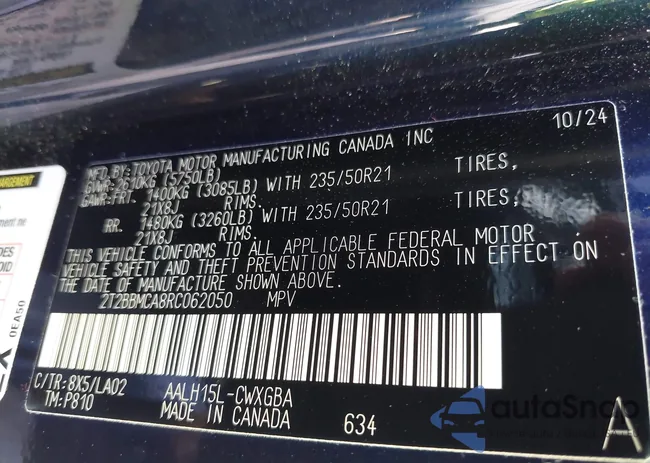 10/24
MFD.BY: TOYOTA MOTOR MANUFACTURING CANADA INC
GVWR:2610KG (5750LB)
GAWR:FRT. 1400KG (3085LB) WITH 235/50R21 TIRES,
21X8J RIMS.
RR. 1480KG (3260LB) WITH 235/50R21 TIRES,
21X8J RIMS.
THIS VEHICLE CONFORMS TO ALL APPLICABLE FEDERAL MOTOR
VEHICLE SAFETY AND THEFT PREVENTION STANDARDS IN EFFECT ON
THE DATE OF MANUFACTURE SHOWN ABOVE.
2T2BBMCA8RC062050 MPV
C/TR: 8X5/LA02 AALH15L-CWXGBA
TM:P810 MADE IN CANADA 634 A
0EA50
autoSnap